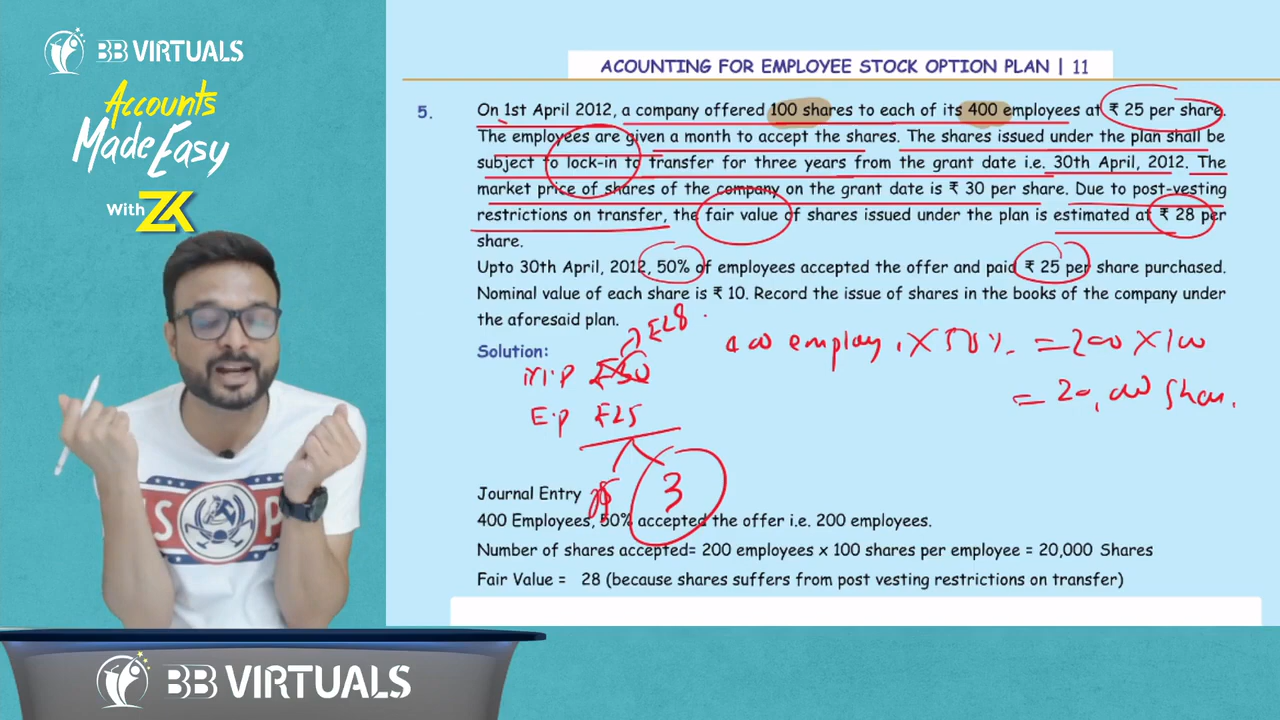 BB VIRTUALS
Accounts
Made Easy
With ZK
ACOUNTING FOR EMPLOYEE STOCK OPTION PLAN | 11
5. On 1st April 2012, a company offered 100 shares to each of its 400 employees at ₹ 25 per share.
The employees are given a month to accept the shares. The shares issued under the plan shall be
subject to lock-in to transfer for three years from the grant date i.e. 30th April, 2012. The
market price of shares of the company on the grant date is ₹ 30 per share. Due to post-vesting
restrictions on transfer, the fair value of shares issued under the plan is estimated at ₹ 28 per
share.
Upto 30th April, 2012, 50% of employees accepted the offer and paid ₹ 25 per share purchased.
Nominal value of each share is ₹ 10. Record the issue of shares in the books of the company under
the aforesaid plan.
Solution:
₹28
400 employ. X 50% = 200 X 100
M.P ₹30
= 20,000 Shar.
E.P ₹25
3
Journal Entry
400 Employees, 50% accepted the offer i.e. 200 employees.
Number of shares accepted= 200 employees x 100 shares per employee = 20,000 Shares
Fair Value = 28 (because shares suffers from post vesting restrictions on transfer)
S P
BB VIRTUALS